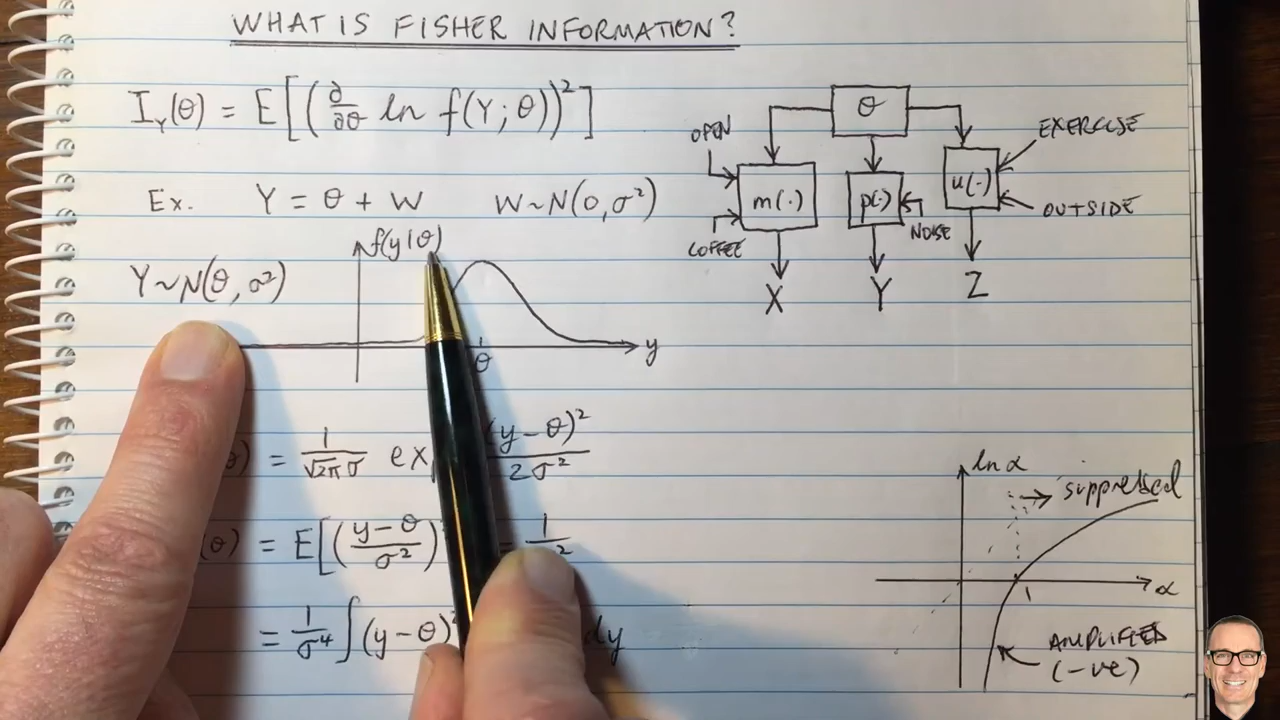 WHAT IS FISHER INFORMATION?
I_Y(θ) = E[(∂/∂θ ln f(Y;θ))²]
Ex. Y = θ + W W~N(0,σ²)
Y~N(θ,σ²)
f(y|θ)
θ
y
) = 1/√2π σ (y-θ)²/2σ²
(θ) = E[(y-θ/σ²) = 1
= 1/σ⁴ ∫(y-θ) dy
θ
OPEN
COFFEE
m(·)
p(·)
u(·)
NOISE
EXERCISE
OUTSIDE
X
Y
Z
ln α
suppressed
1
α
AMPLIFIED
(-ve)